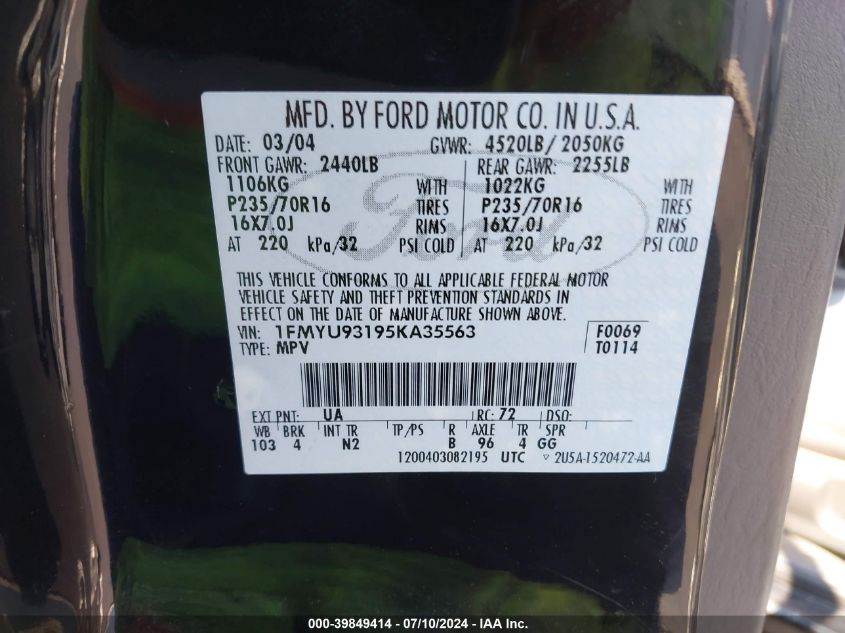 MFD. BY FORD MOTOR CO. IN U.S.A.
DATE: 03/04 GVWR: 4520LB/ 2050KG
FRONT GAWR: 2440LB REAR GAWR: 2255LB
1106KG WITH 1022KG WITH
P235/70R16 TIRES P235/70R16 TIRES
16X7.0J RIMS 16X7.0J RIMS
AT 220 kPa/32 PSI COLD AT 220 kPa/32 PSI COLD
Ford
THIS VEHICLE CONFORMS TO ALL APPLICABLE FEDERAL MOTOR
VEHICLE SAFETY AND THEFT PREVENTION STANDARDS IN
EFFECT ON THE DATE OF MANUFACTURE SHOWN ABOVE.
VIN: 1FMYU93195KA35563 F0069
TYPE: MPV T0114
EXT PNT: UA RC: 72 DSO:
WB BRK INT TR TP/PS R AXLE TR SPR
103 4 N2 B 96 4 GG
1200403082195 UTC 2U5A-1520472-AA
000-39849414 - 07/10/2024 - IAA Inc.